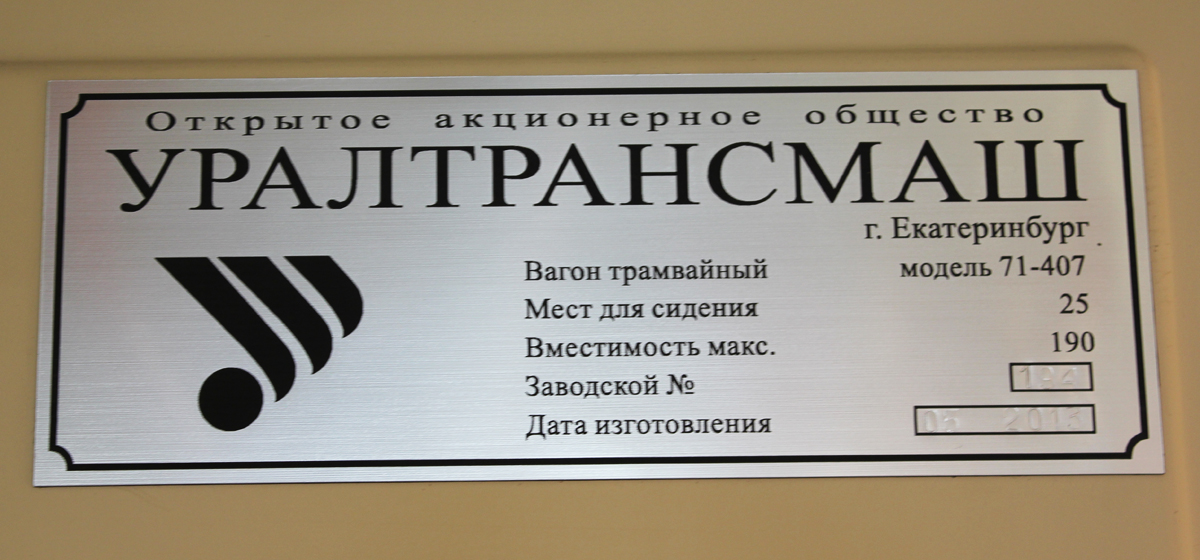 Открытое акционерное общество
УРАЛТРАНСМАШ
г. Екатеринбург
Вагон трамвайный модель 71-407
Мест для сидения 25
Вместимость макс. 190
Заводской №
Дата изготовления 2013